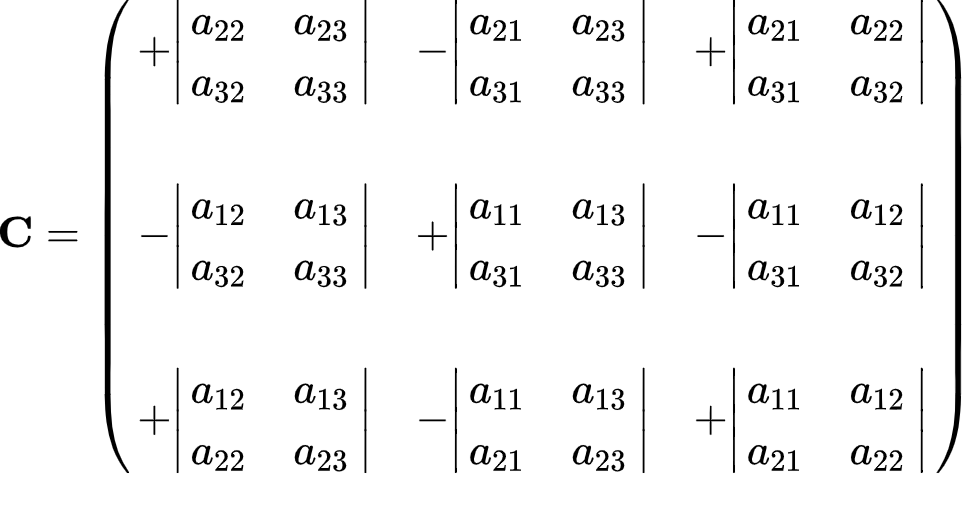 +| a₂₂ a₂₃ | −| a₂₁ a₂₃ | +| a₂₁ a₂₂ |
| a₃₂ a₃₃ | | a₃₁ a₃₃ | | a₃₁ a₃₂ |
C = −| a₁₂ a₁₃ | +| a₁₁ a₁₃ | −| a₁₁ a₁₂ |
| a₃₂ a₃₃ | | a₃₁ a₃₃ | | a₃₁ a₃₂ |
+| a₁₂ a₁₃ | −| a₁₁ a₁₃ | +| a₁₁ a₁₂ |
| a₂₂ a₂₃ | | a₂₁ a₂₃ | | a₂₁ a₂₂ |